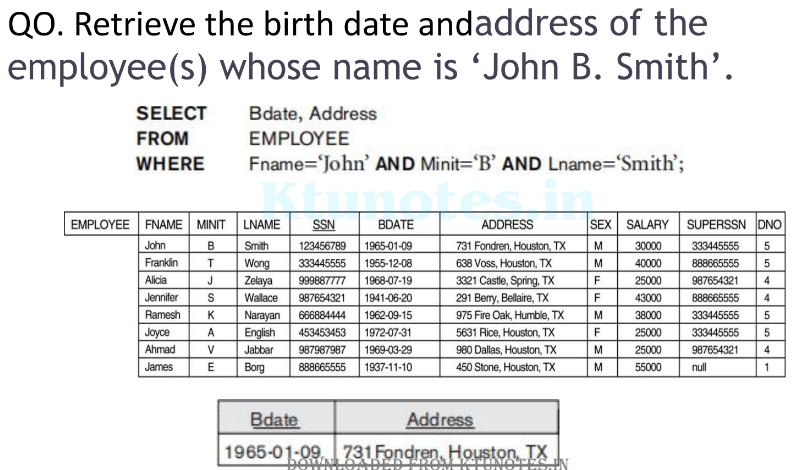 QO. Retrieve the birth date andaddress of the
employee(s) whose name is ‘John B. Smith’.
SELECT Bdate, Address
FROM EMPLOYEE
WHERE Fname=‘John’ AND Minit=‘B’ AND Lname=‘Smith’;
Ktunotes.in
EMPLOYEE FNAME MINIT LNAME SSN BDATE ADDRESS SEX SALARY SUPERSSN DNO
John B Smith 123456789 1965-01-09 731 Fondren, Houston, TX M 30000 333445555 5
Franklin T Wong 333445555 1955-12-08 638 Voss, Houston, TX M 40000 888665555 5
Alicia J Zelaya 999887777 1968-07-19 3321 Castle, Spring, TX F 25000 987654321 4
Jennifer S Wallace 987654321 1941-06-20 291 Berry, Bellaire, TX F 43000 888665555 4
Ramesh K Narayan 666884444 1962-09-15 975 Fire Oak, Humble, TX M 38000 333445555 5
Joyce A English 453453453 1972-07-31 5631 Rice, Houston, TX F 25000 333445555 5
Ahmad V Jabbar 987987987 1969-03-29 980 Dallas, Houston, TX M 25000 987654321 4
James E Borg 888665555 1937-11-10 450 Stone, Houston, TX M 55000 null 1
Bdate Address
1965-01-09 731Fondren, Houston, TX
DOWNLOADED FROM KTUNOTES.IN